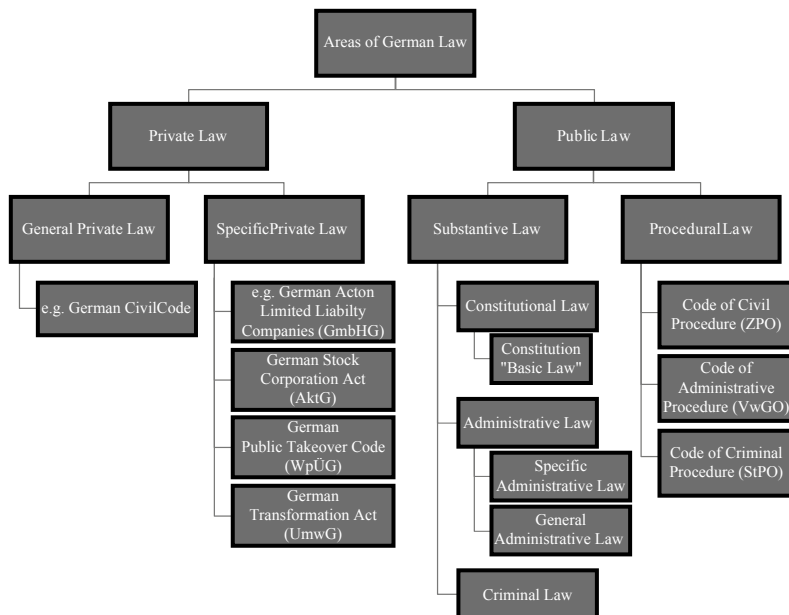 Areas of German Law
Private Law
Public Law
General Private Law
SpecificPrivate Law
Substantive Law
ProceduralLaw
e.g. German CivilCode
e.g. German Acton
Limited Liabilty
Companies (GmbHG)
German Stock
Corporation Act
(AktG)
German
Public Takeover Code
(WpÜG)
German
Transformation Act
(UmwG)
Constitutional Law
Constitution
"Basic Law"
Administrative Law
Specific
Administrative Law
General
Administrative Law
Criminal Law
Code of Civil
Procedure (ZPO)
Code of
Administrative
Procedure (VwGO)
Code of Criminal
Procedure (StPO)